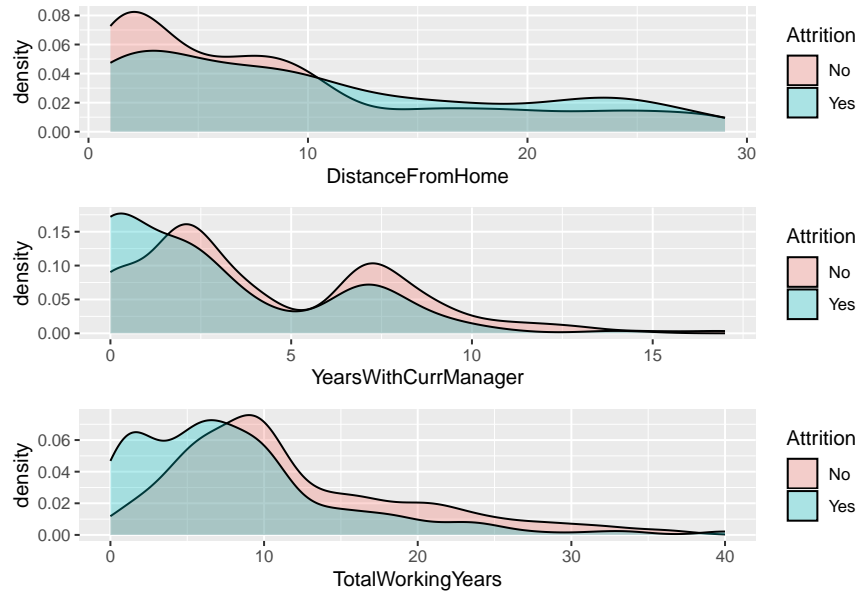 0.08
0.06
0.04
0.02
0.00
density
0 10 20 30
DistanceFromHome
Attrition
No
Yes
0.15
0.10
0.05
0.00
density
0 5 10 15
YearsWithCurrManager
Attrition
No
Yes
0.06
0.04
0.02
0.00
density
0 10 20 30 40
TotalWorkingYears
Attrition
No
Yes